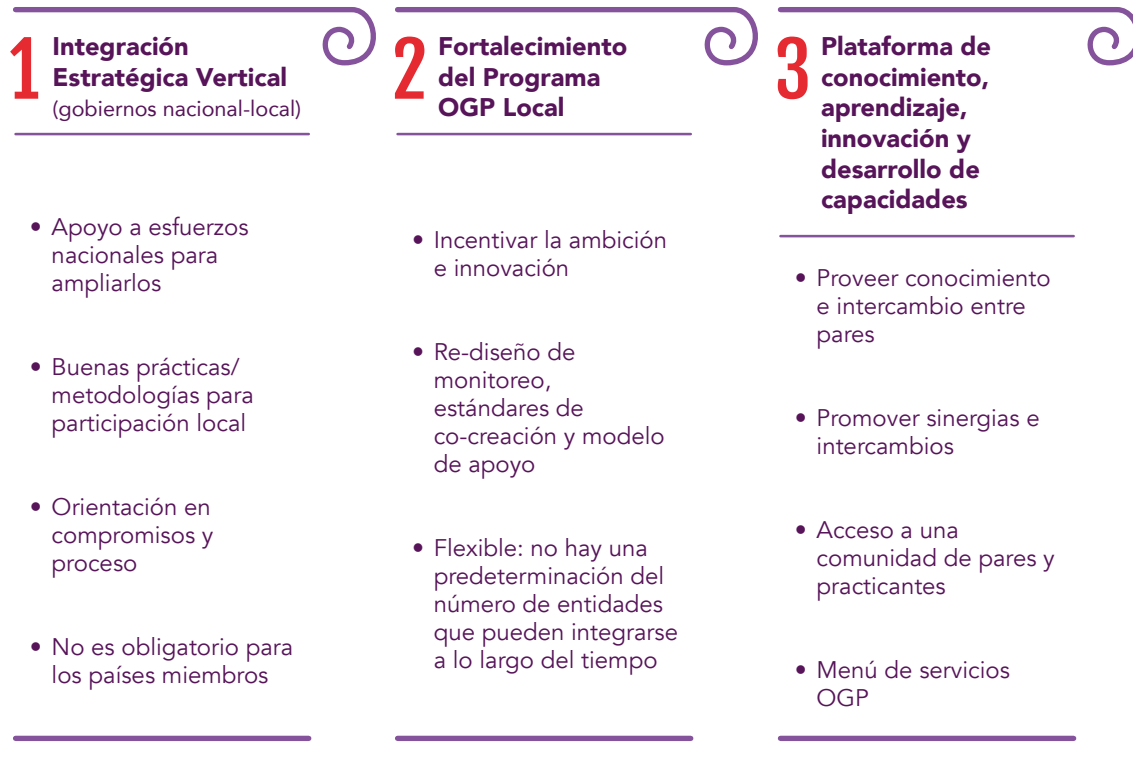 1 Integración
Estratégica Vertical
(gobiernos nacional-local)
• Apoyo a esfuerzos
nacionales para
ampliarlos
• Buenas prácticas/
metodologías para
participación local
• Orientación en
compromisos y
proceso
• No es obligatorio para
los países miembros
2 Fortalecimiento
del Programa
OGP Local
• Incentivar la ambición
e innovación
• Re-diseño de
monitoreo,
estándares de
co-creación y modelo
de apoyo
• Flexible: no hay una
predeterminación del
número de entidades
que pueden integrarse
a lo largo del tiempo
3 Plataforma de
conocimiento,
aprendizaje,
innovación y
desarrollo de
capacidades
• Proveer conocimiento
e intercambio entre
pares
• Promover sinergias e
intercambios
• Acceso a una
comunidad de pares y
practicantes
• Menú de servicios
OGP